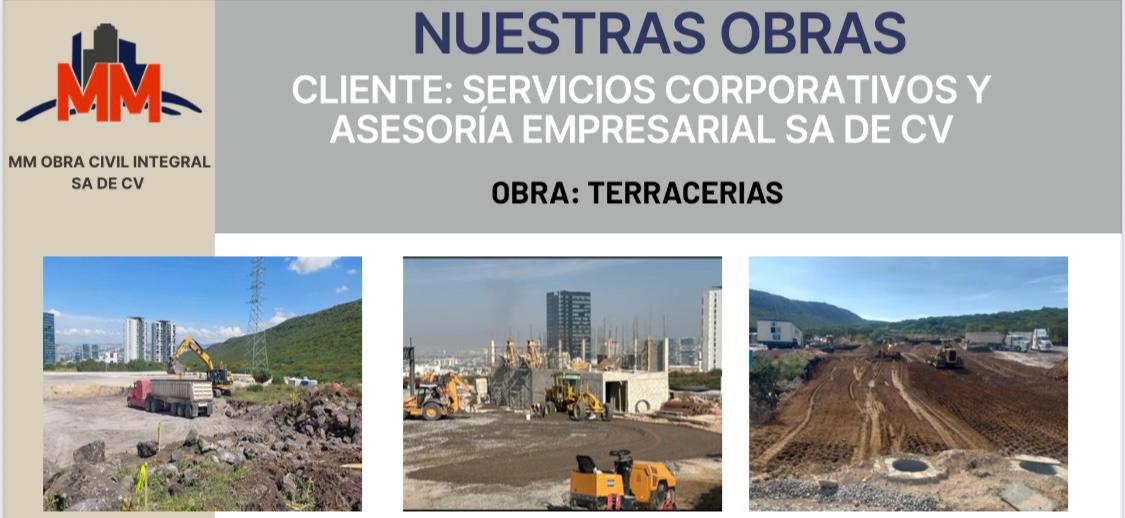 NUESTRAS OBRAS
CLIENTE: SERVICIOS CORPORATIVOS Y
ASESORÍA EMPRESARIAL SA DE CV
OBRA: TERRACERIAS
MM
MM OBRA CIVIL INTEGRAL
SA DE CV